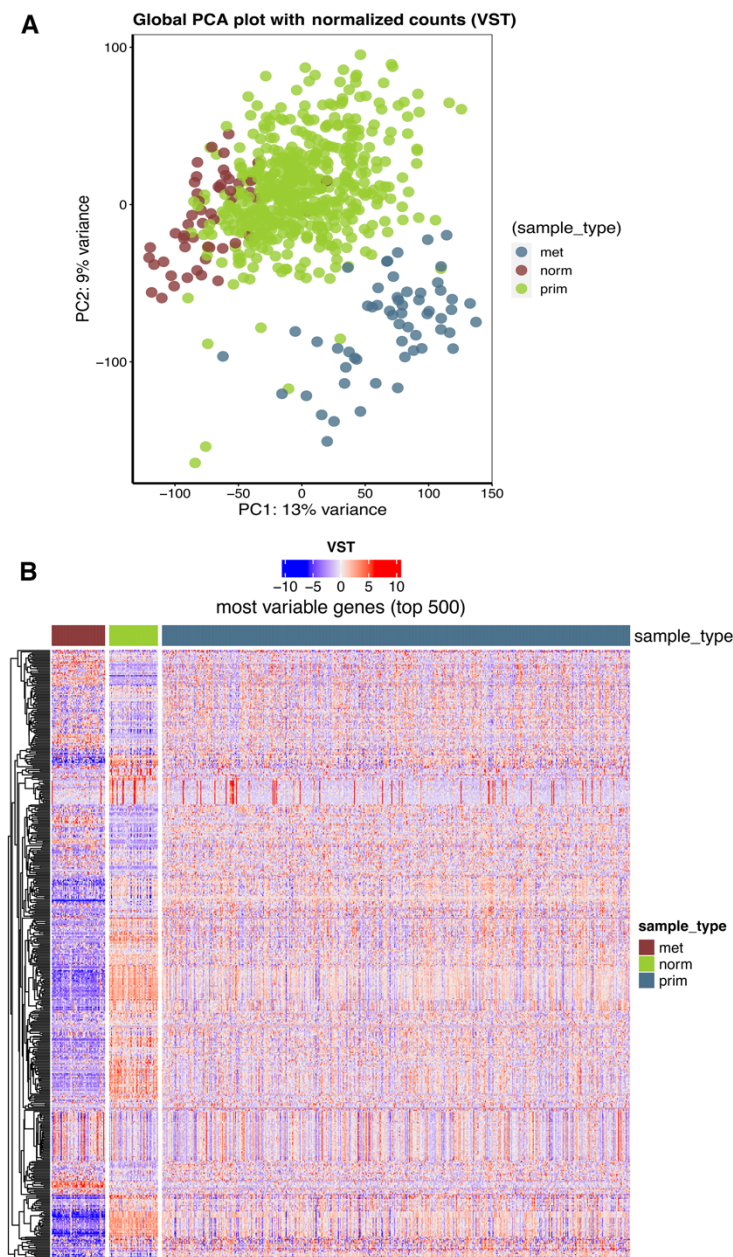 A
Global PCA plot with normalized counts (VST)
100
0
−100
PC2: 9% variance
−100 −50 0 50 100 150
PC1: 13% variance
(sample_type)
met
norm
prim
B
VST
−10 −5 0 5 10
most variable genes (top 500)
sample_type
sample_type
met
norm
prim